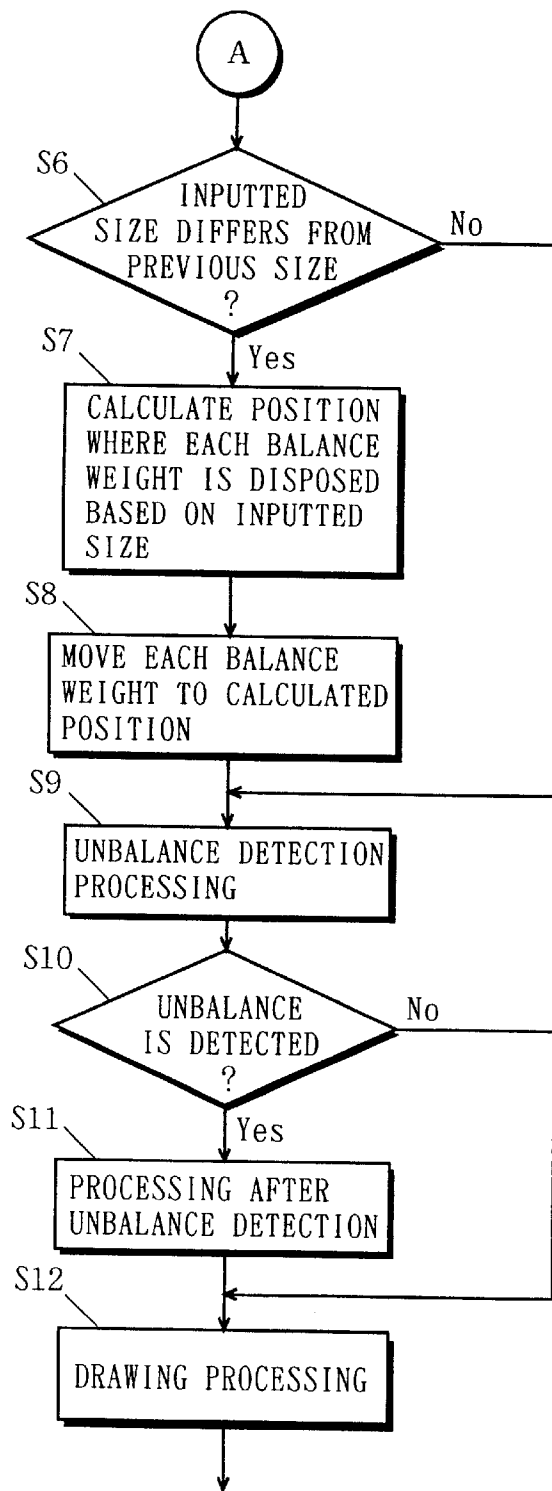 A
S6
INPUTTED
SIZE DIFFERS FROM
PREVIOUS SIZE
?
No
Yes
S7
CALCULATE POSITION
WHERE EACH BALANCE
WEIGHT IS DISPOSED
BASED ON INPUTTED
SIZE
S8
MOVE EACH BALANCE
WEIGHT TO CALCULATED
POSITION
S9
UNBALANCE DETECTION
PROCESSING
S10
UNBALANCE
IS DETECTED
?
No
Yes
S11
PROCESSING AFTER
UNBALANCE DETECTION
S12
DRAWING PROCESSING